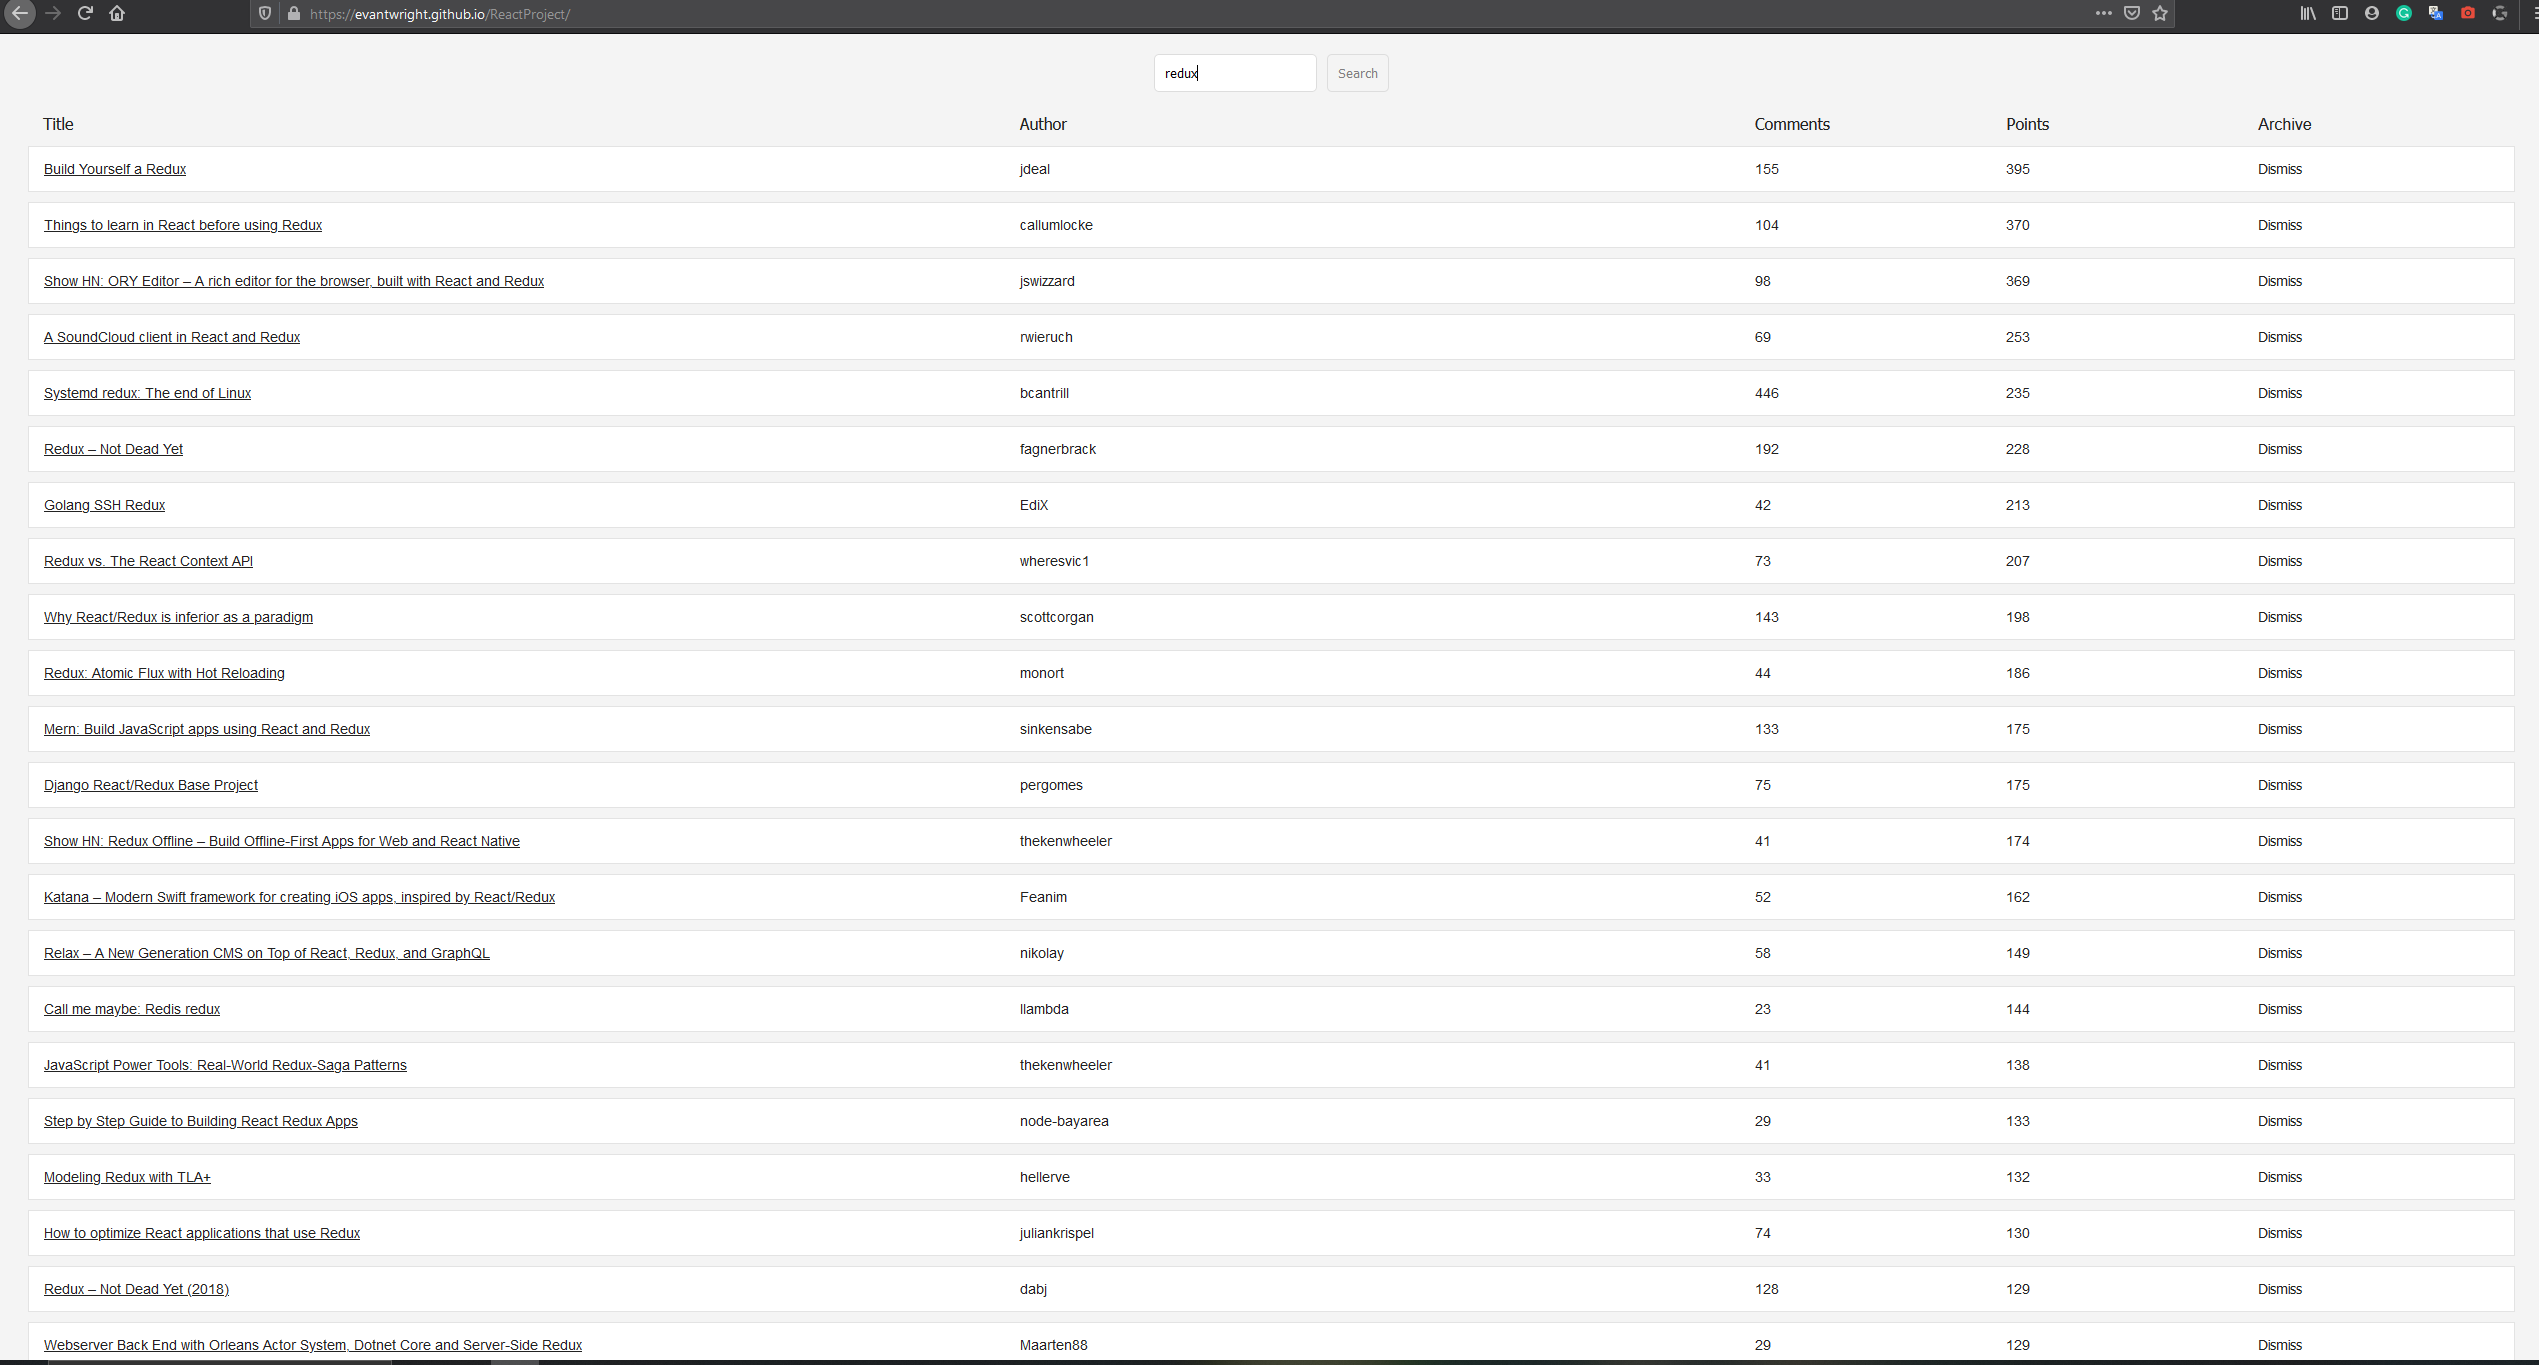 https://evantwright.github.io/ReactProject/
redux Search
Title Author Comments Points Archive
Build Yourself a Redux jdeal 155 395 Dismiss
Things to learn in React before using Redux callumlocke 104 370 Dismiss
Show HN: ORY Editor – A rich editor for the browser, built with React and Redux jswizzard 98 369 Dismiss
A SoundCloud client in React and Redux rwieruch 69 253 Dismiss
Systemd redux: The end of Linux bcantrill 446 235 Dismiss
Redux – Not Dead Yet fagnerbrack 192 228 Dismiss
Golang SSH Redux EdiX 42 213 Dismiss
Redux vs. The React Context API wheresvic1 73 207 Dismiss
Why React/Redux is inferior as a paradigm scottcorgan 143 198 Dismiss
Redux: Atomic Flux with Hot Reloading monort 44 186 Dismiss
Mern: Build JavaScript apps using React and Redux sinkensabe 133 175 Dismiss
Django React/Redux Base Project pergomes 75 175 Dismiss
Show HN: Redux Offline – Build Offline-First Apps for Web and React Native thekenwheeler 41 174 Dismiss
Katana – Modern Swift framework for creating iOS apps, inspired by React/Redux Feanim 52 162 Dismiss
Relax – A New Generation CMS on Top of React, Redux, and GraphQL nikolay 58 149 Dismiss
Call me maybe: Redis redux llambda 23 144 Dismiss
JavaScript Power Tools: Real-World Redux-Saga Patterns thekenwheeler 41 138 Dismiss
Step by Step Guide to Building React Redux Apps node-bayarea 29 133 Dismiss
Modeling Redux with TLA+ hellerve 33 132 Dismiss
How to optimize React applications that use Redux juliankrispel 74 130 Dismiss
Redux – Not Dead Yet (2018) dabj 128 129 Dismiss
Webserver Back End with Orleans Actor System, Dotnet Core and Server-Side Redux Maarten88 29 129 Dismiss